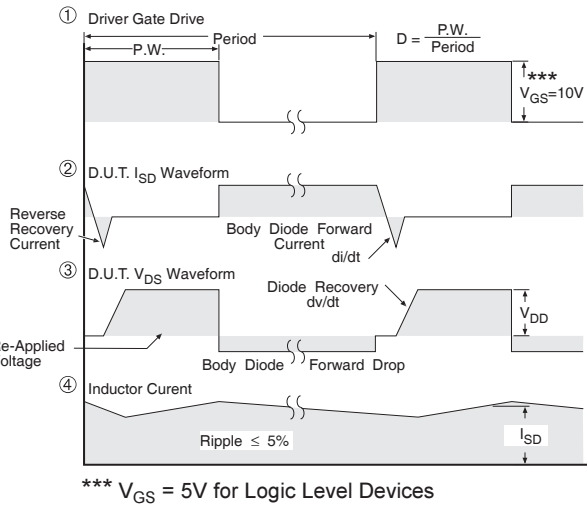 ① Driver Gate Drive
P.W.
Period
D = P.W.
Period
***
VGS=10V
② D.U.T. ISD Waveform
Reverse
Recovery
Current
Body Diode Forward
Current
di/dt
③ D.U.T. VDS Waveform
Diode Recovery
dv/dt
VDD
e-Applied
oltage
Body Diode Forward Drop
④ Inductor Curent
Ripple ≤ 5%
ISD
*** VGS = 5V for Logic Level Devices